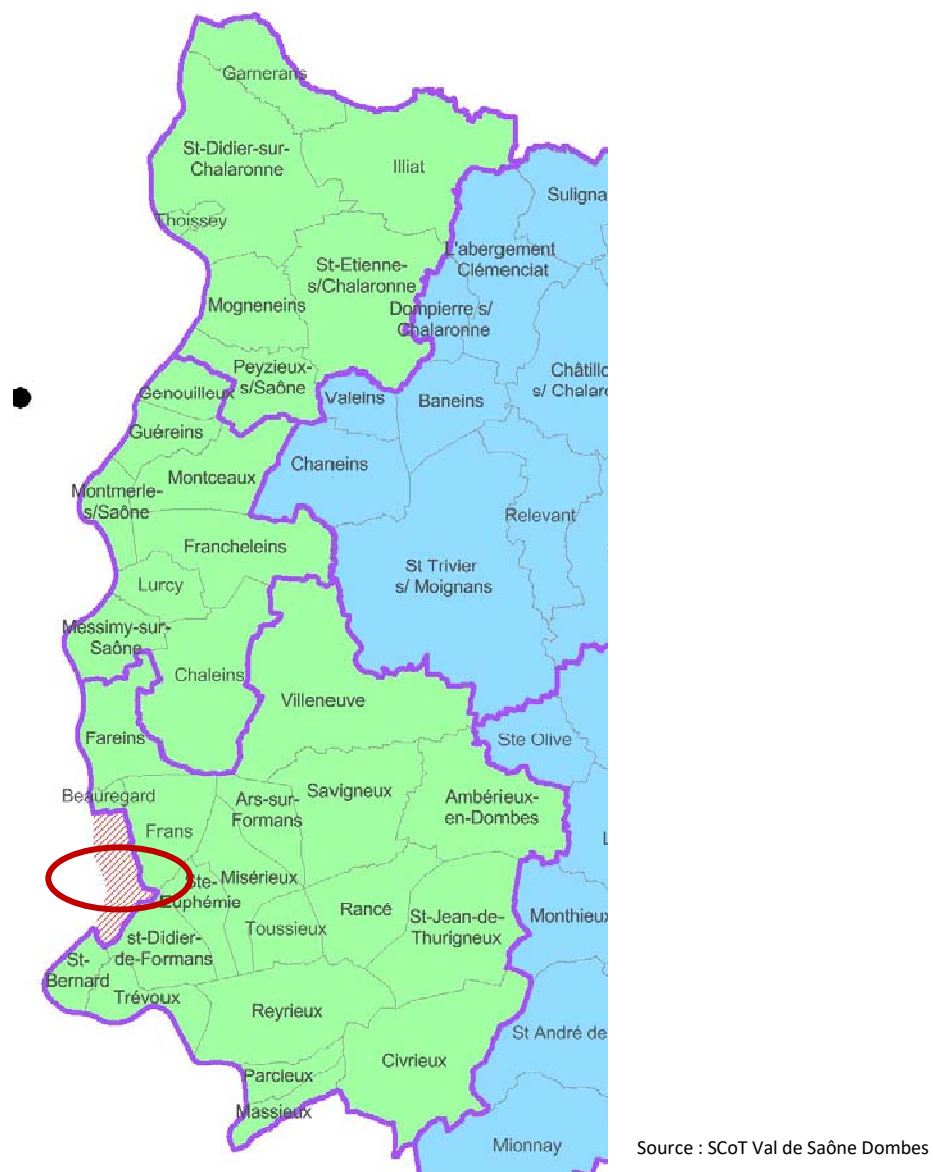 Garnerans
St-Didier-sur-
Chalaronne
Illiat
Suligna
Thoissey
L'abergement
Clémenciat
St-Etienne-
s/Chalaronne
Mogneneins
Dompierre s/
Chalaronne
Peyzieux-
s/Saône
Châtillo
s/ Chalaro
Genouilleux
Valeins
Baneins
Guéreins
Chaneins
Montceaux
Montmerle-
s/Saône
Relevant
Francheleins
St Trivier
s/ Moignans
Lurcy
Messimy-sur-
Saône
Chaleins
Villeneuve
Fareins
Ste Olive
Beauregard
Ars-sur-
Formans
Savigneux
Ambérieux-
en-Dombes
Frans
Ste-
Euphémie
Misérieux
Rancé
St-Jean-de-
Thurigneux
Monthieux
Toussieux
st-Didier-
de-Formans
St-
Bernard
Trévoux
Reyrieux
St André de
Civrieux
Parcieux
Massieux
Mionnay
Source : SCoT Val de Saône Dombes